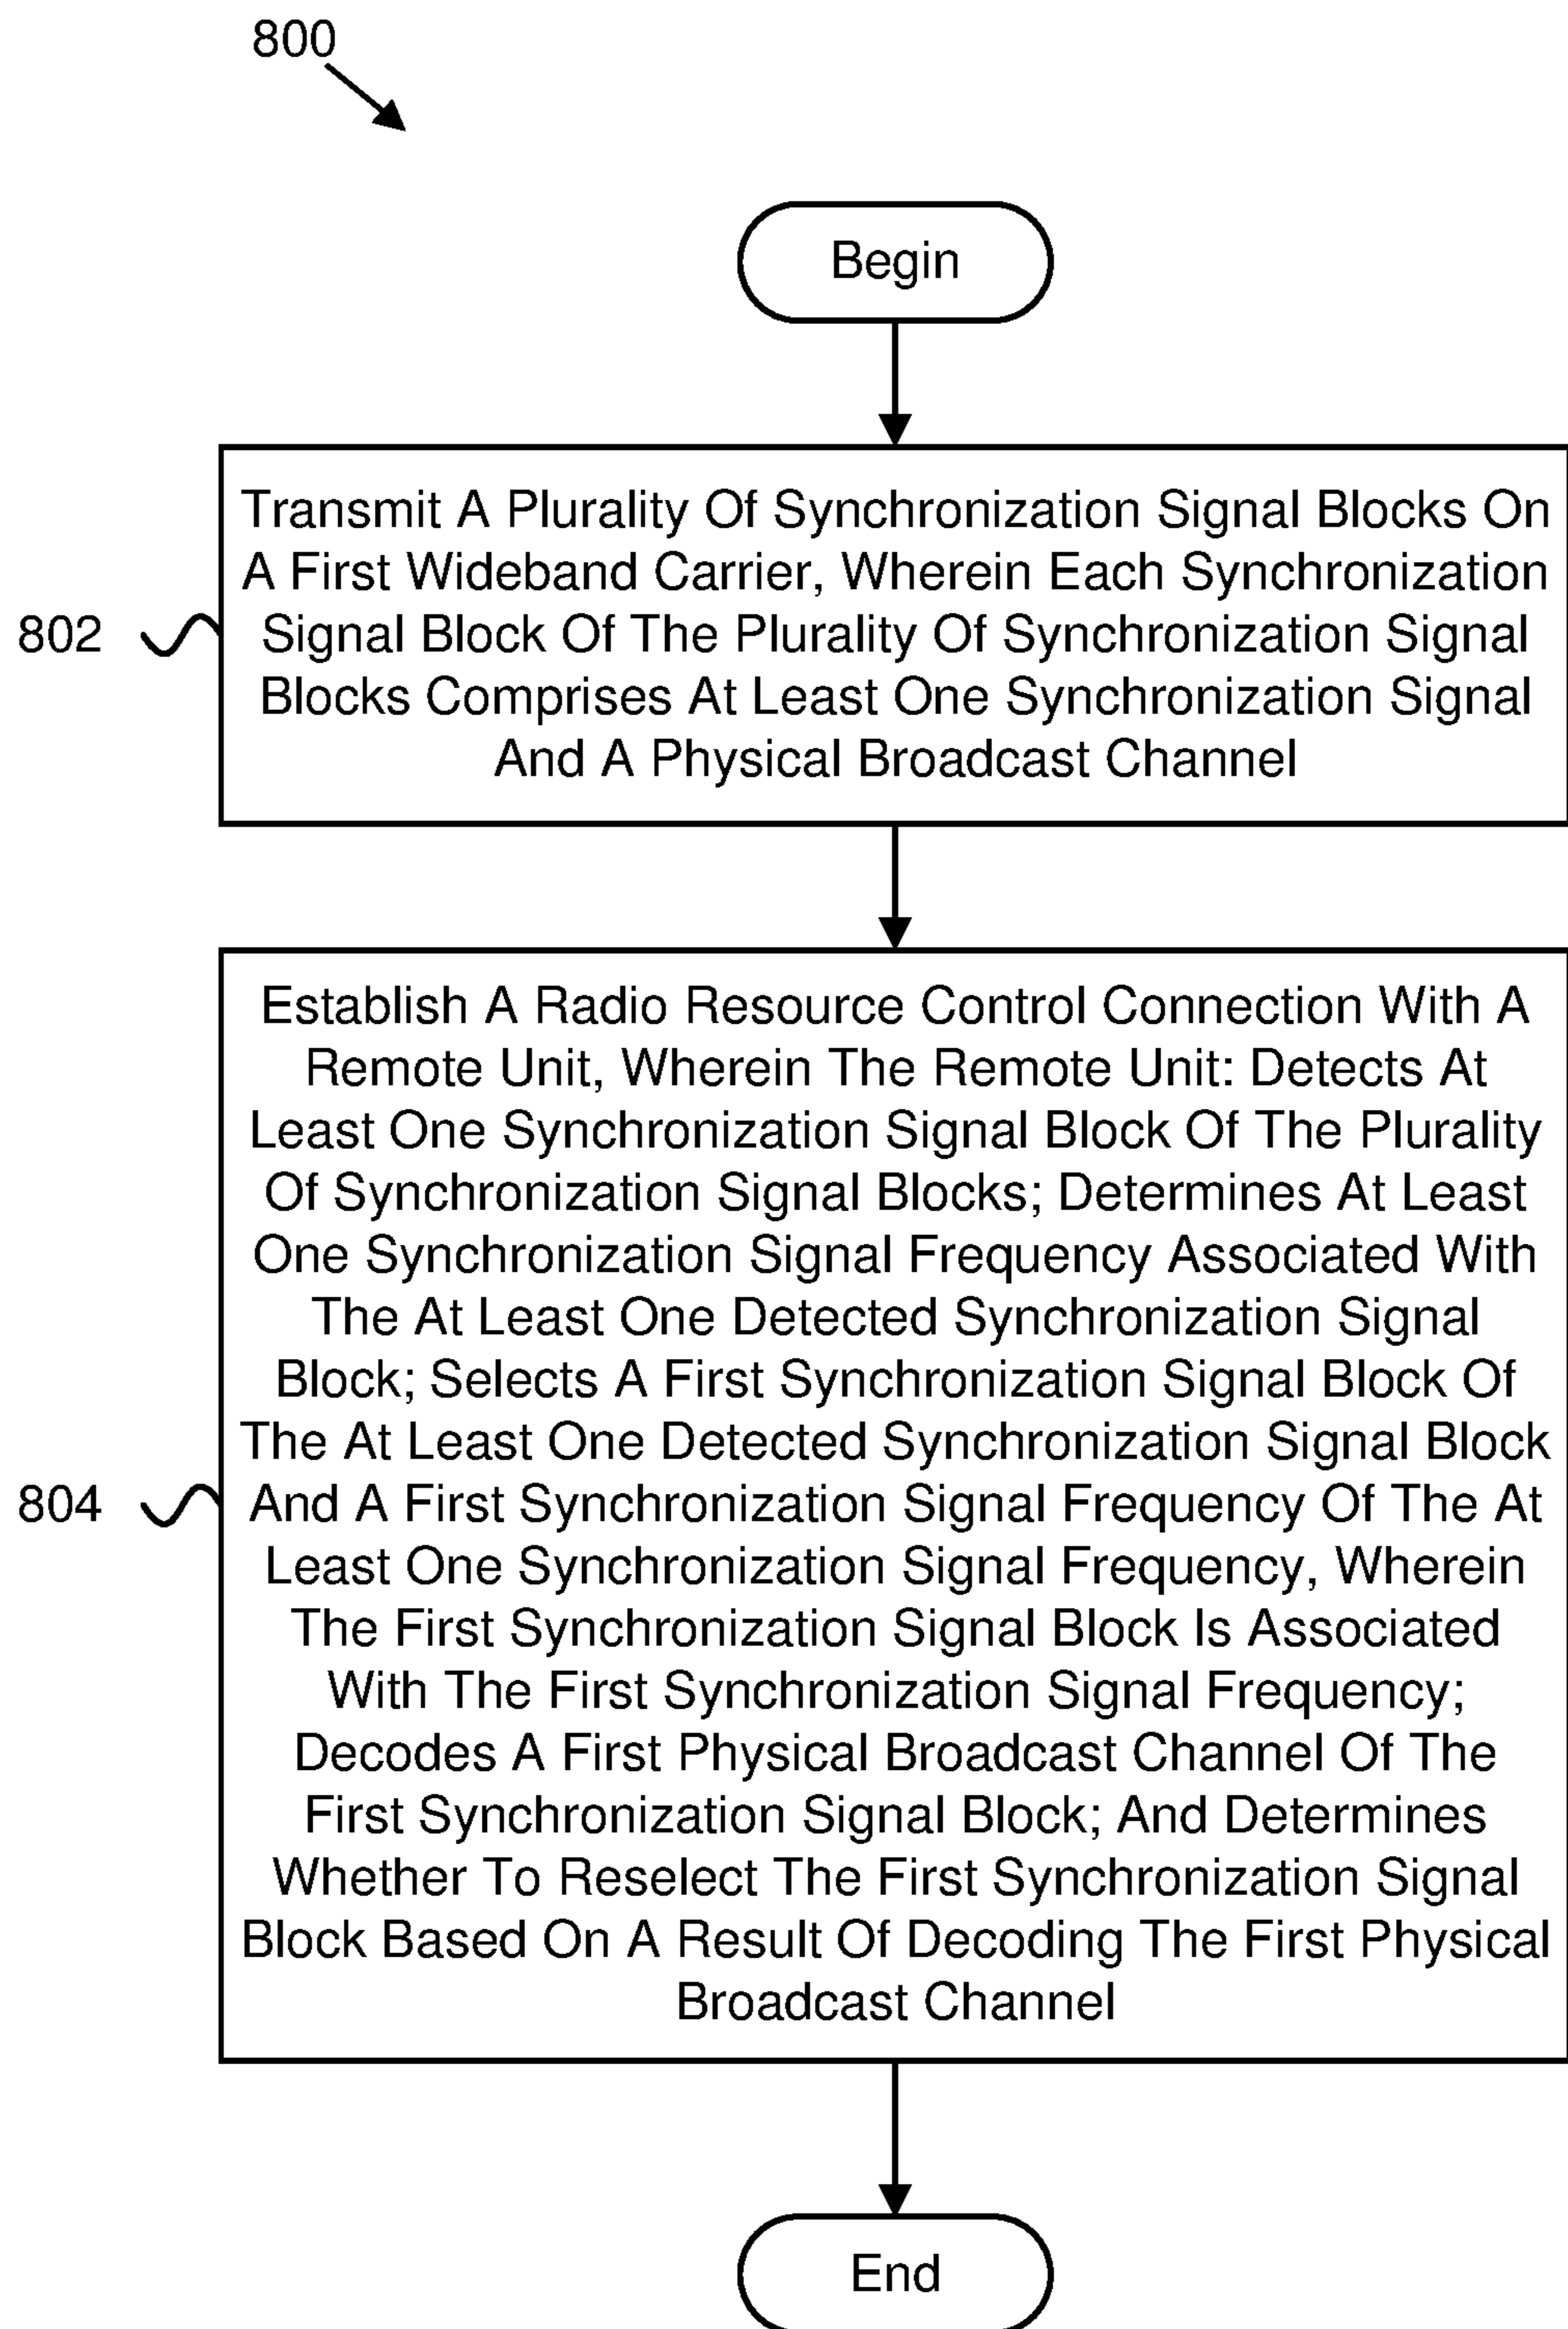 800
Begin
Transmit A Plurality Of Synchronization Signal Blocks On
A First Wideband Carrier, Wherein Each Synchronization
Signal Block Of The Plurality Of Synchronization Signal
Blocks Comprises At Least One Synchronization Signal
And A Physical Broadcast Channel
802
Establish A Radio Resource Control Connection With A
Remote Unit, Wherein The Remote Unit: Detects At
Least One Synchronization Signal Block Of The Plurality
Of Synchronization Signal Blocks; Determines At Least
One Synchronization Signal Frequency Associated With
The At Least One Detected Synchronization Signal
Block; Selects A First Synchronization Signal Block Of
The At Least One Detected Synchronization Signal Block
And A First Synchronization Signal Frequency Of The At
Least One Synchronization Signal Frequency, Wherein
The First Synchronization Signal Block Is Associated
With The First Synchronization Signal Frequency;
Decodes A First Physical Broadcast Channel Of The
First Synchronization Signal Block; And Determines
Whether To Reselect The First Synchronization Signal
Block Based On A Result Of Decoding The First Physical
Broadcast Channel
804
End